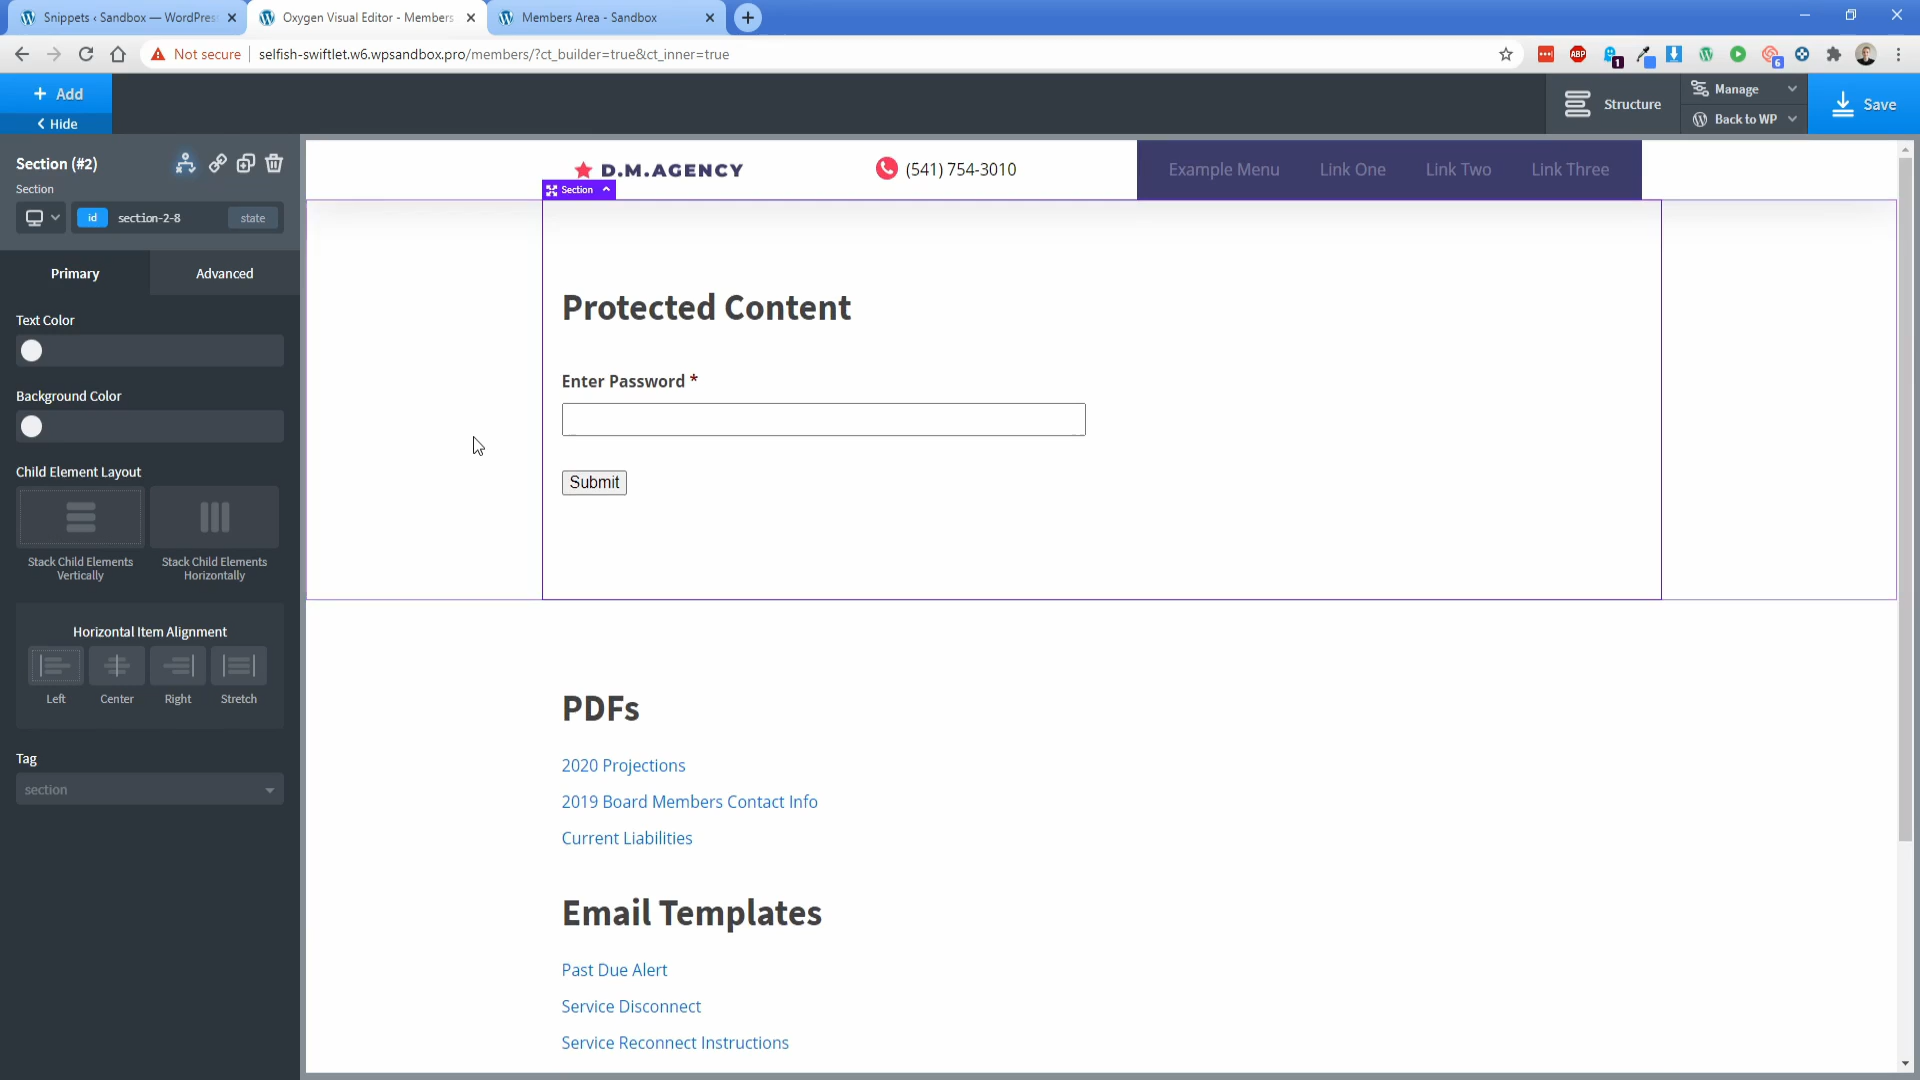 Snippets ‹ Sandbox — WordPres
Oxygen Visual Editor - Members
Members Area - Sandbox
Not secure
selfish-swiftlet.w6.wpsandbox.pro/members/?ct_builder=true&ct_inner=true
ABP
1
6
+ Add
Hide
Structure
Manage
Back to WP
Save
Section (#2)
Section
id section-2-8 state
Primary Advanced
Text Color
Background Color
Child Element Layout
Stack Child Elements Vertically
Stack Child Elements Horizontally
Horizontal Item Alignment
Left Center Right Stretch
Tag
section
D.M.AGENCY
(541) 754-3010
Example Menu Link One Link Two Link Three
Section
Protected Content
Enter Password *
Submit
PDFs
2020 Projections
2019 Board Members Contact Info
Current Liabilities
Email Templates
Past Due Alert
Service Disconnect
Service Reconnect Instructions